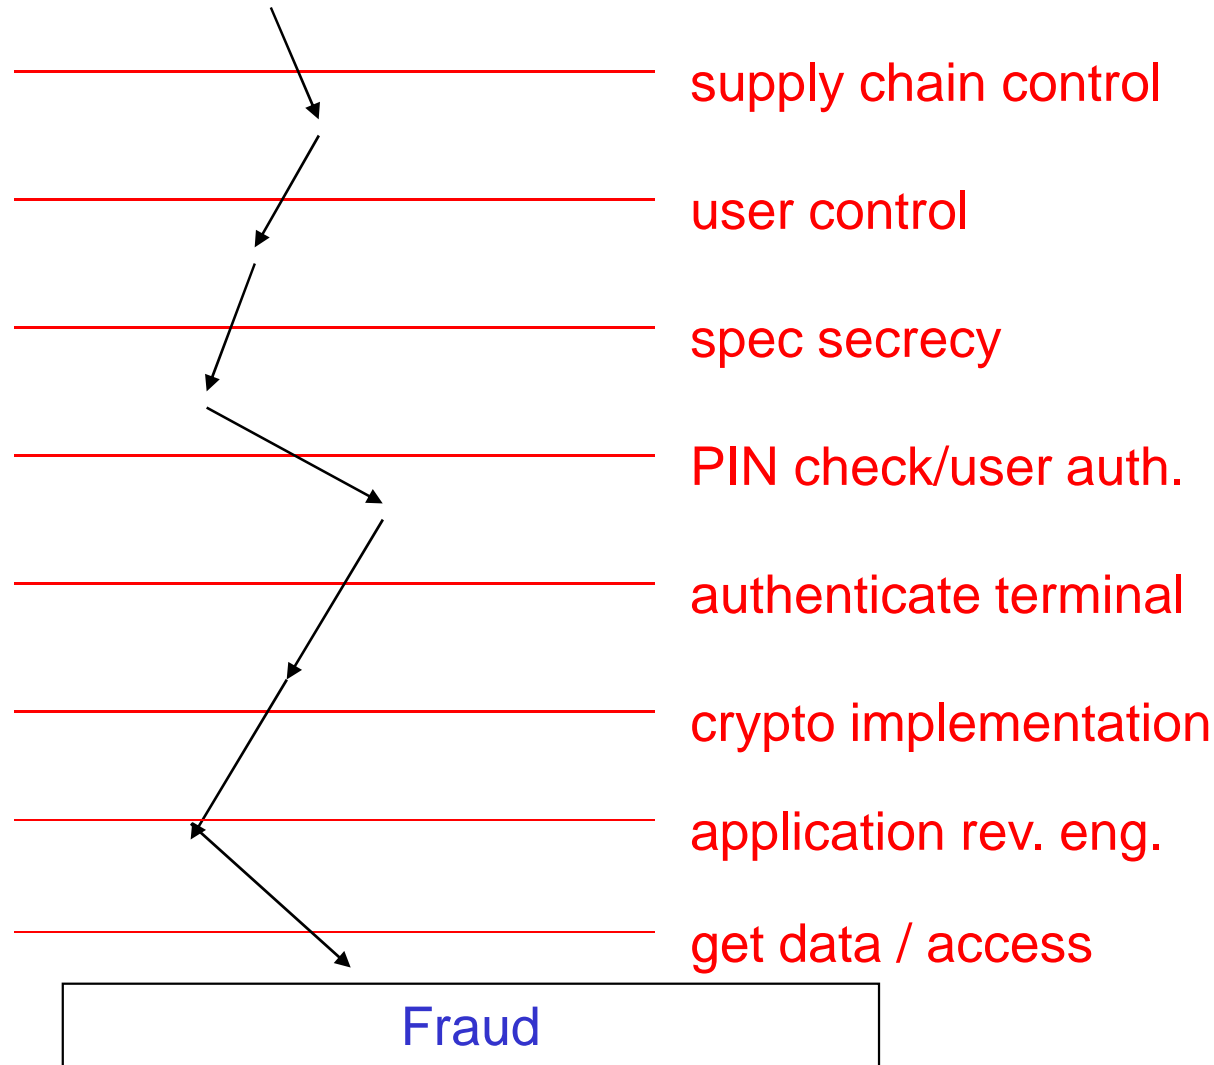 supply chain control
user control
spec secrecy
PIN check/user auth.
authenticate terminal
crypto implementation
application rev. eng.
get data / access
Fraud